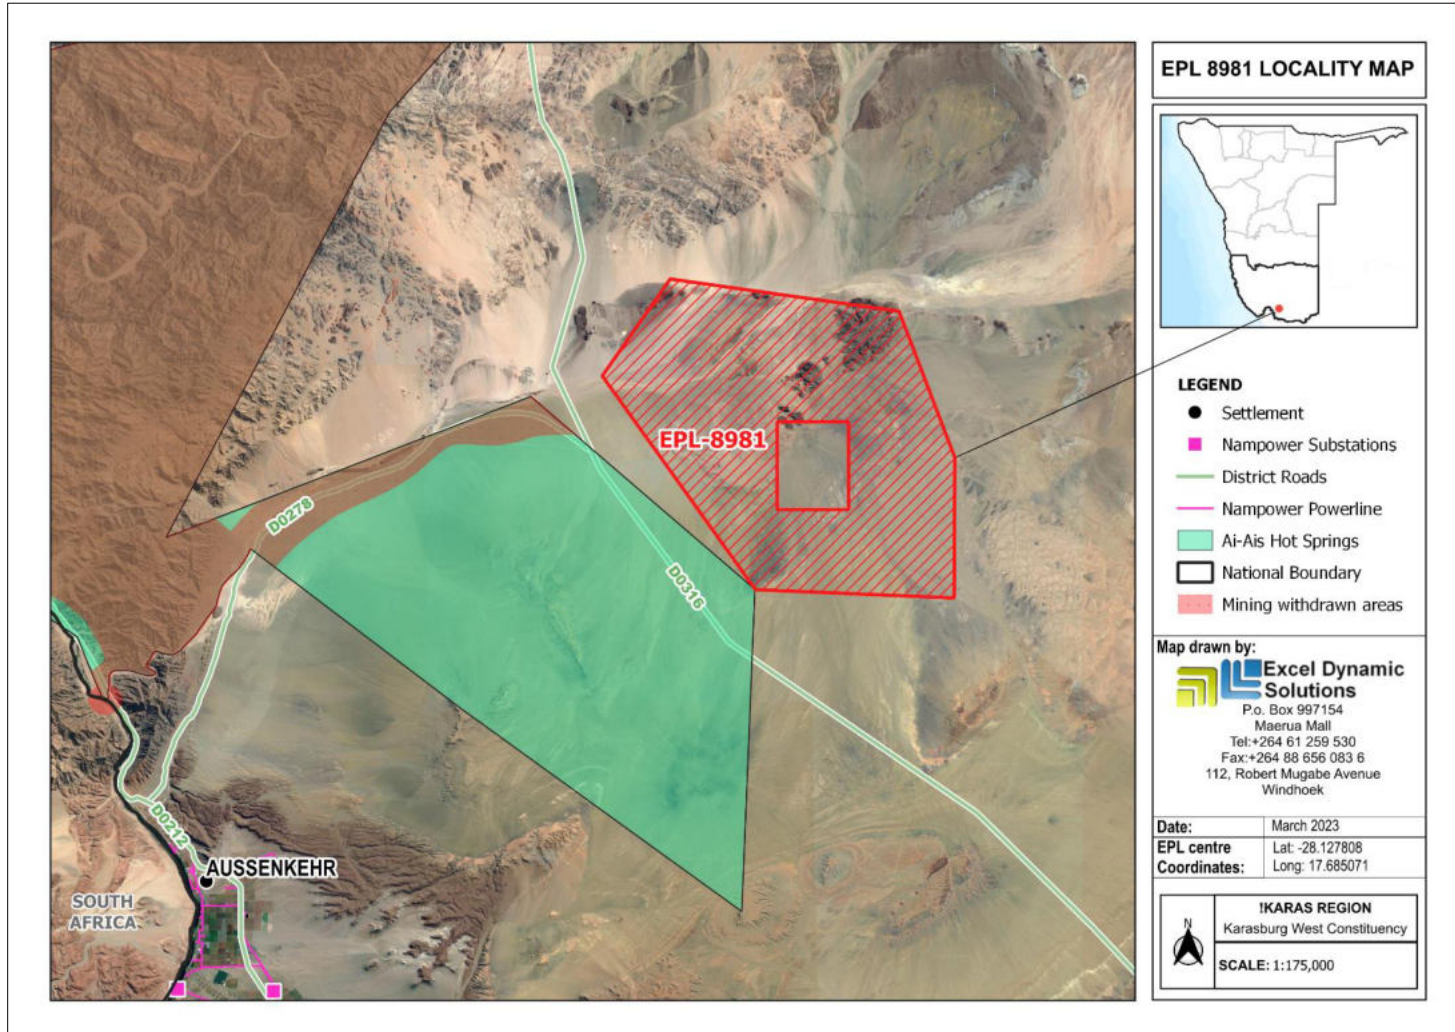 EPL 8981 LOCALITY MAP
EPL-8981
D0278
D0316
D0212
AUSSENKEHR
SOUTH
AFRICA
LEGEND
Settlement
Nampower Substations
District Roads
Nampower Powerline
Ai-Ais Hot Springs
National Boundary
Mining withdrawn areas
Map drawn by:
Excel Dynamic
Solutions
P.o. Box 997154
Maerua Mall
Tel:+264 61 259 530
Fax:+264 88 656 083 6
112, Robert Mugabe Avenue
Windhoek
Date: March 2023
EPL centre Lat: -28.127808
Coordinates: Long: 17.685071
N
!KARAS REGION
Karasburg West Constituency
SCALE: 1:175,000